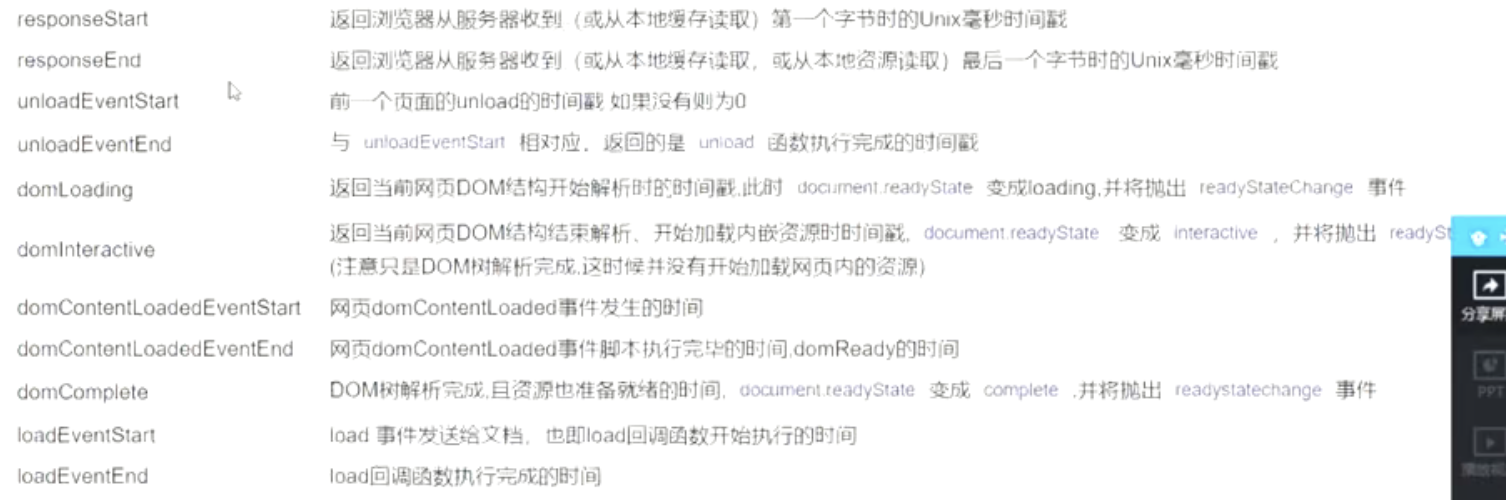 responseStart 返回浏览器从服务器收到（或从本地缓存读取）第一个字节时的Unix毫秒时间戳
responseEnd 返回浏览器从服务器收到（或从本地缓存读取，或从本地资源读取）最后一个字节时的Unix毫秒时间戳
unloadEventStart 前一个页面的unload的时间戳 如果没有则为0
unloadEventEnd 与 unloadEventStart 相对应，返回的是 unload 函数执行完成的时间戳
domLoading 返回当前网页DOM结构开始解析时的时间戳,此时 document.readyState 变成loading,并将抛出 readyStateChange 事件
domInteractive 返回当前网页DOM结构结束解析、开始加载内嵌资源时时间戳，document.readyState 变成 interactive ，并将抛出 readySt
(注意只是DOM树解析完成,这时候并没有开始加载网页内的资源)
domContentLoadedEventStart 网页domContentLoaded事件发生的时间
domContentLoadedEventEnd 网页domContentLoaded事件脚本执行完毕的时间,domReady的时间
domComplete DOM树解析完成,且资源也准备就绪的时间，document.readyState 变成 complete ,并将抛出 readystatechange 事件
loadEventStart load 事件发送给文档，也即load回调函数开始执行的时间
loadEventEnd load回调函数执行完成的时间
分享屏
PPT